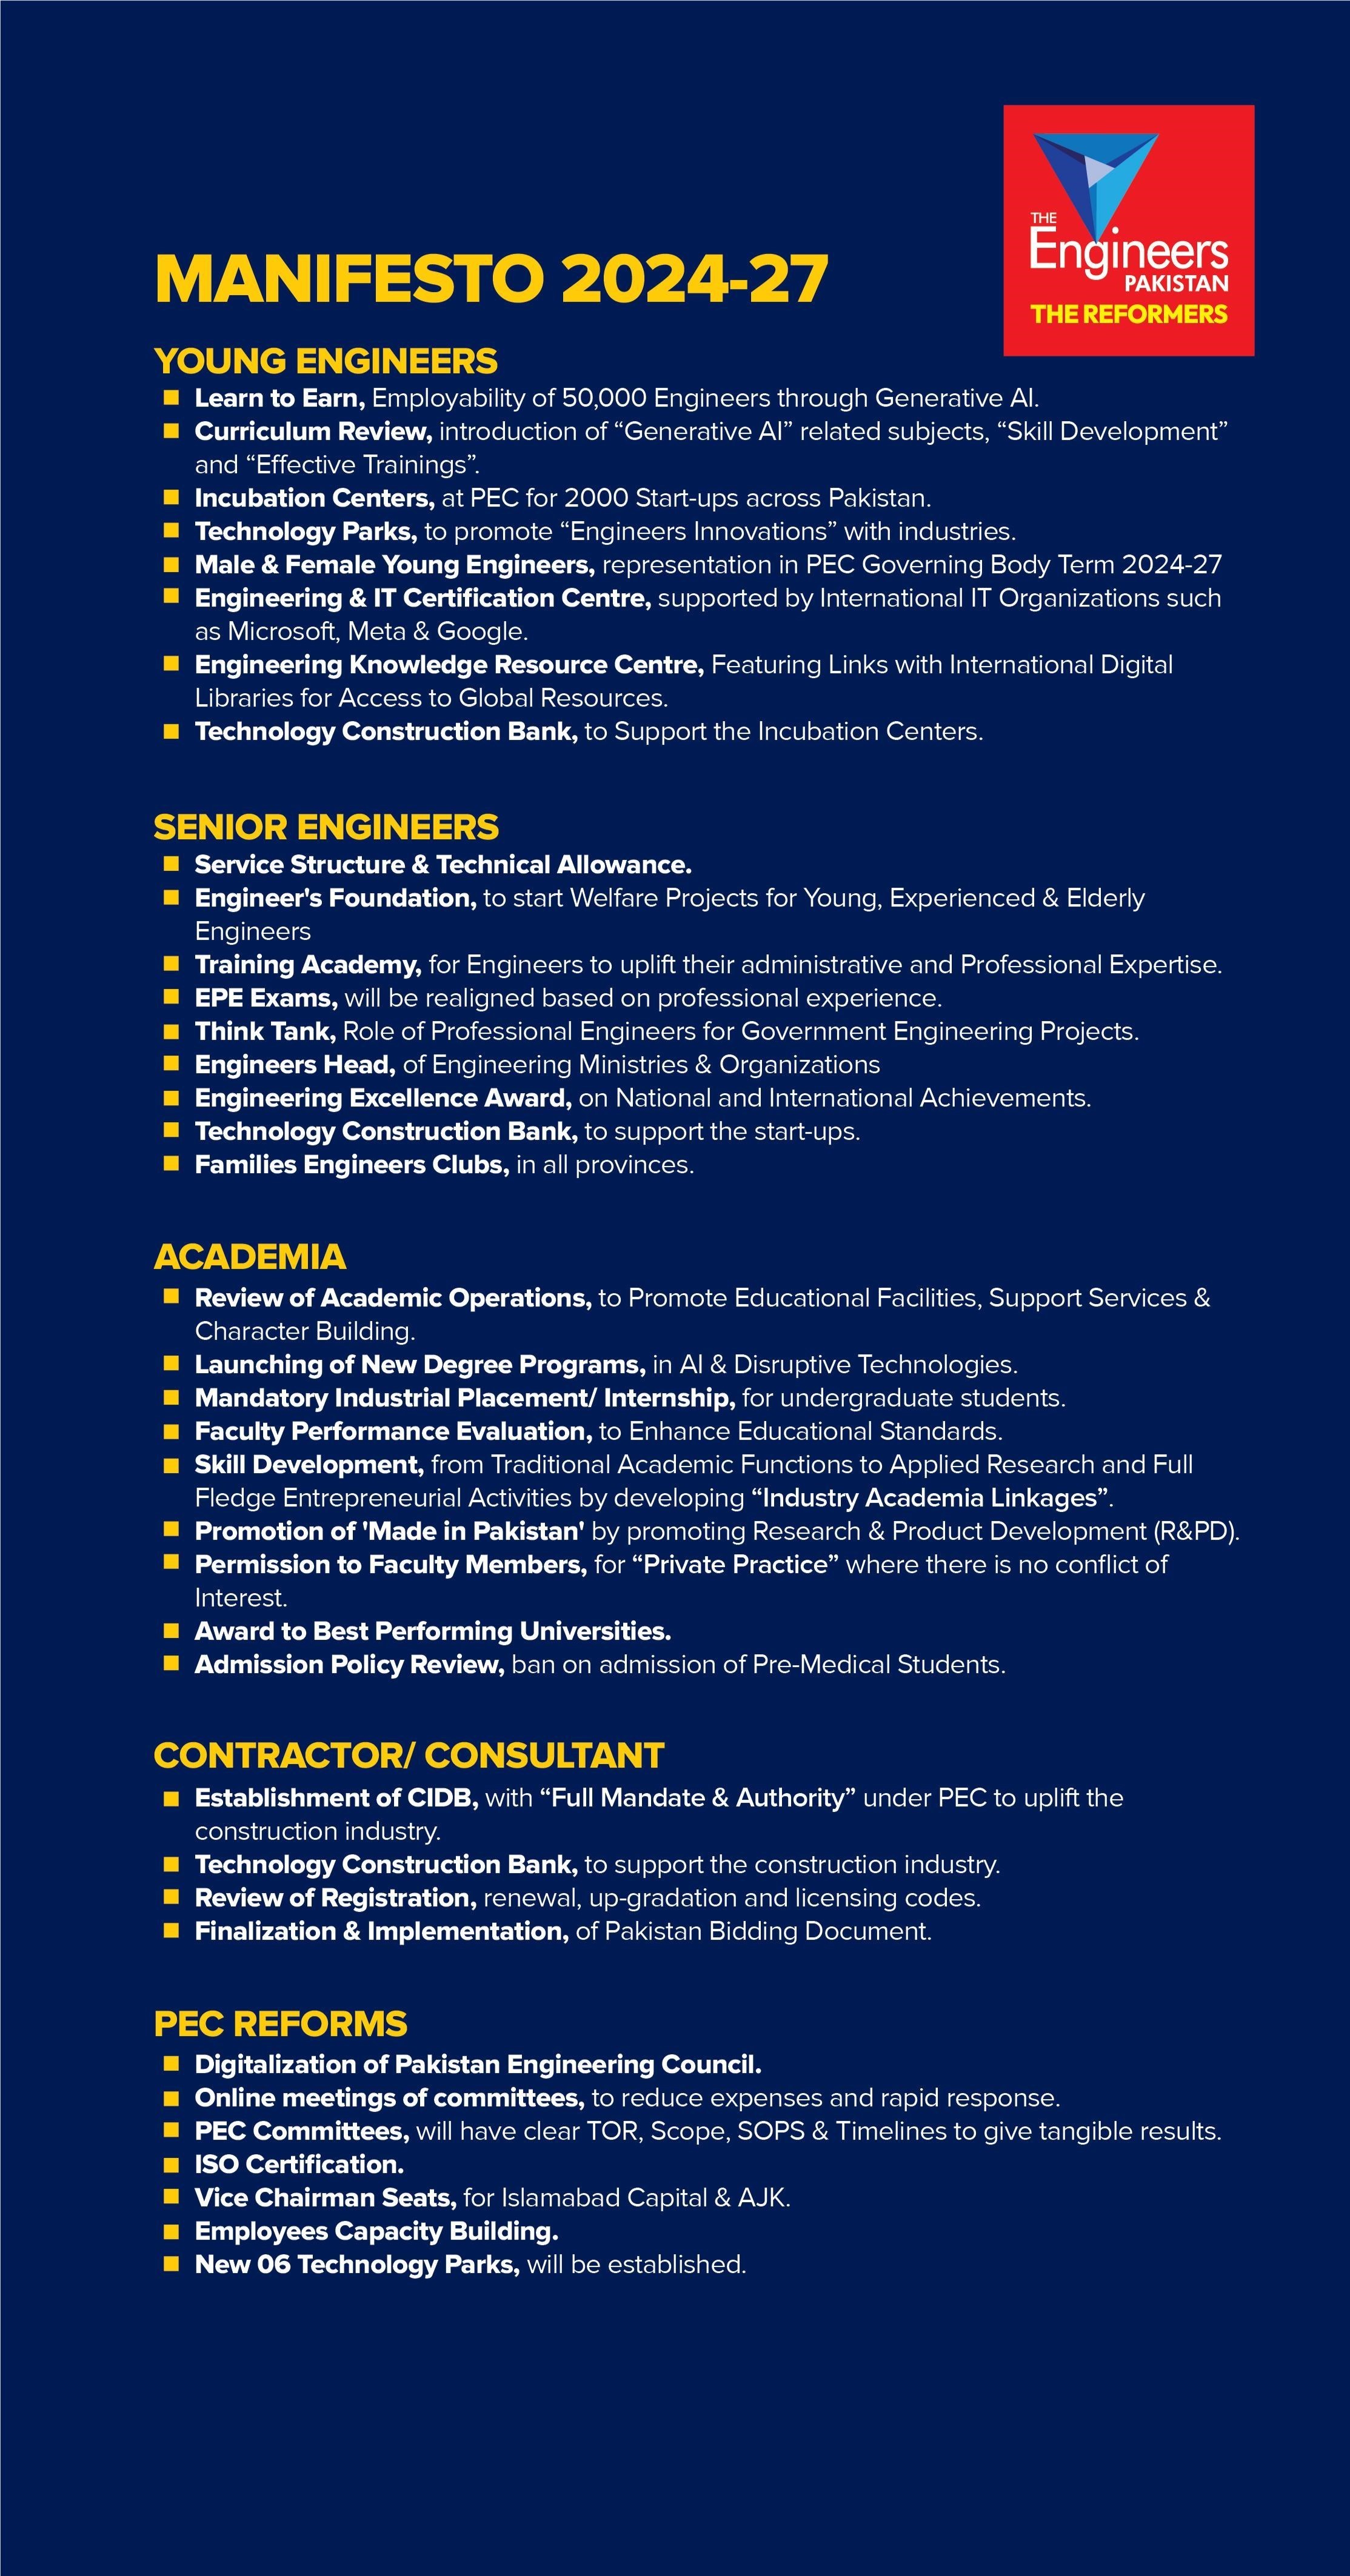 THE
Engineers
PAKISTAN
THE REFORMERS
MANIFESTO 2024-27
YOUNG ENGINEERS
Learn to Earn, Employability of 50,000 Engineers through Generative AI.
Curriculum Review, introduction of “Generative AI” related subjects, “Skill Development”
and “Effective Trainings”.
Incubation Centers, at PEC for 2000 Start-ups across Pakistan.
Technology Parks, to promote “Engineers Innovations” with industries.
Male & Female Young Engineers, representation in PEC Governing Body Term 2024-27
Engineering & IT Certification Centre, supported by International IT Organizations such
as Microsoft, Meta & Google.
Engineering Knowledge Resource Centre, Featuring Links with International Digital
Libraries for Access to Global Resources.
Technology Construction Bank, to Support the Incubation Centers.
SENIOR ENGINEERS
Service Structure & Technical Allowance.
Engineer's Foundation, to start Welfare Projects for Young, Experienced & Elderly
Engineers
Training Academy, for Engineers to uplift their administrative and Professional Expertise.
EPE Exams, will be realigned based on professional experience.
Think Tank, Role of Professional Engineers for Government Engineering Projects.
Engineers Head, of Engineering Ministries & Organizations
Engineering Excellence Award, on National and International Achievements.
Technology Construction Bank, to support the start-ups.
Families Engineers Clubs, in all provinces.
ACADEMIA
Review of Academic Operations, to Promote Educational Facilities, Support Services &
Character Building.
Launching of New Degree Programs, in AI & Disruptive Technologies.
Mandatory Industrial Placement/ Internship, for undergraduate students.
Faculty Performance Evaluation, to Enhance Educational Standards.
Skill Development, from Traditional Academic Functions to Applied Research and Full
Fledge Entrepreneurial Activities by developing “Industry Academia Linkages”.
Promotion of 'Made in Pakistan' by promoting Research & Product Development (R&PD).
Permission to Faculty Members, for “Private Practice” where there is no conflict of
Interest.
Award to Best Performing Universities.
Admission Policy Review, ban on admission of Pre-Medical Students.
CONTRACTOR/ CONSULTANT
Establishment of CIDB, with “Full Mandate & Authority” under PEC to uplift the
construction industry.
Technology Construction Bank, to support the construction industry.
Review of Registration, renewal, up-gradation and licensing codes.
Finalization & Implementation, of Pakistan Bidding Document.
PEC REFORMS
Digitalization of Pakistan Engineering Council.
Online meetings of committees, to reduce expenses and rapid response.
PEC Committees, will have clear TOR, Scope, SOPS & Timelines to give tangible results.
ISO Certification.
Vice Chairman Seats, for Islamabad Capital & AJK.
Employees Capacity Building.
New 06 Technology Parks, will be established.